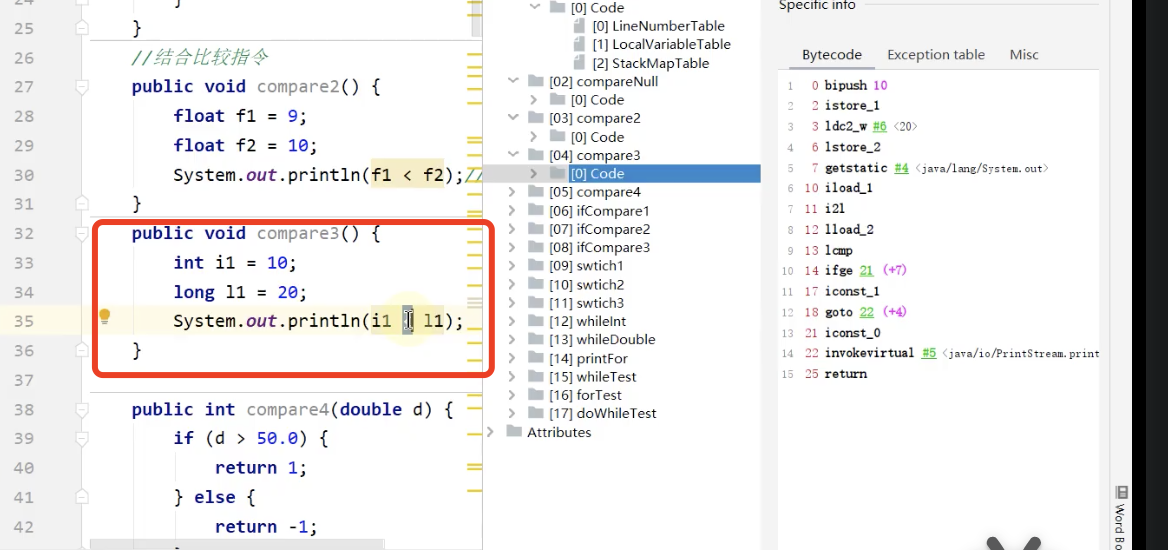 24
}
25
}
26
//结合比较指令
27
public void compare2() {
28
float f1 = 9;
29
float f2 = 10;
30
System.out.println(f1 < f2);//
31
}
32
public void compare3() {
33
int i1 = 10;
34
long l1 = 20;
35
System.out.println(i1 l1);
36
}
37
38
public int compare4(double d) {
39
if (d > 50.0) {
40
return 1;
41
} else {
42
return -1;
[0] Code
[0] LineNumberTable
[1] LocalVariableTable
[2] StackMapTable
[02] compareNull
[0] Code
[03] compare2
[0] Code
[04] compare3
[0] Code
[05] compare4
[06] ifCompare1
[07] ifCompare2
[08] ifCompare3
[09] swtich1
[10] swtich2
[11] swtich3
[12] whileInt
[13] whileDouble
[14] printFor
[15] whileTest
[16] forTest
[17] doWhileTest
Attributes
Specific info
Bytecode Exception table Misc
1 0 bipush 10
2 2 istore_1
3 3 ldc2_w #6 <20>
4 6 lstore_2
5 7 getstatic #4 <java/lang/System.out>
6 10 iload_1
7 11 i2l
8 12 lload_2
9 13 lcmp
10 14 ifge 21 (+7)
11 17 iconst_1
12 18 goto 22 (+4)
13 21 iconst_0
14 22 invokevirtual #5 <java/io/PrintStream.print
15 25 return
Word Bo